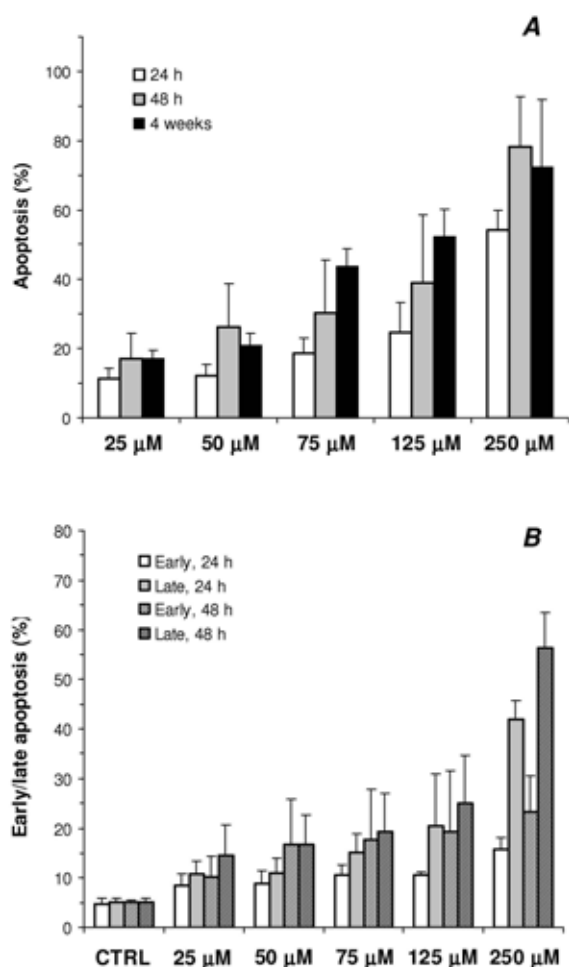 A
24 h
48 h
4 weeks
Apoptosis (%)
100
80
60
40
20
0
25 μM 50 μM 75 μM 125 μM 250 μM
B
Early, 24 h
Late, 24 h
Early, 48 h
Late, 48 h
Early/late apoptosis (%)
80
70
60
50
40
30
20
10
0
CTRL 25 μM 50 μM 75 μM 125 μM 250 μM